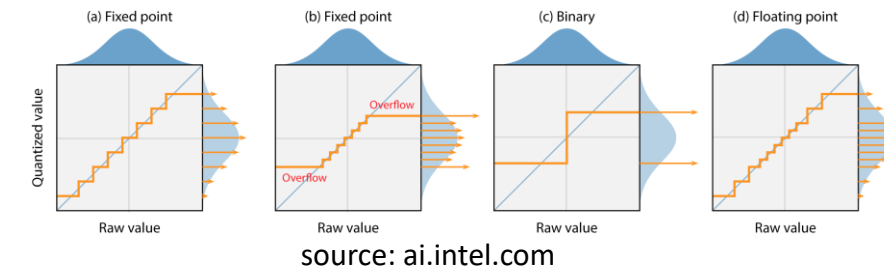 (a) Fixed point
(b) Fixed point
(c) Binary
(d) Floating point
Quantized value
Overflow
Overflow
Raw value
Raw value
Raw value
Raw value
source: ai.intel.com